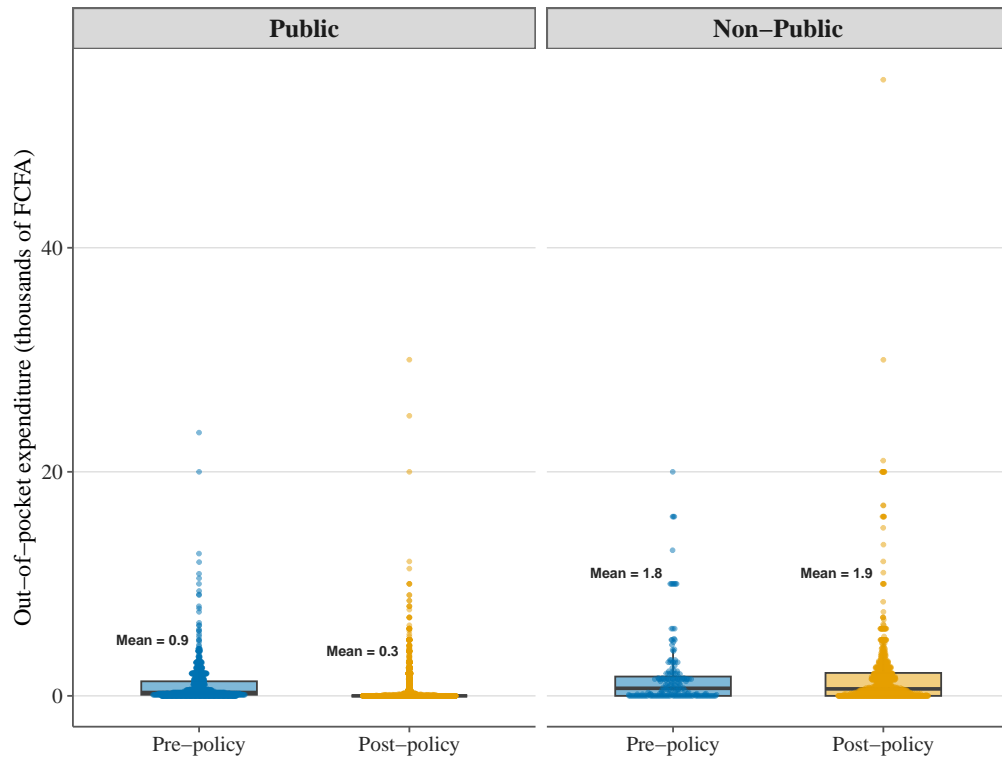 Public
Non−Public
Out−of−pocket expenditure (thousands of FCFA)
40
20
0
Mean = 0.9
Mean = 0.3
Mean = 1.8
Mean = 1.9
Pre−policy
Post−policy
Pre−policy
Post−policy